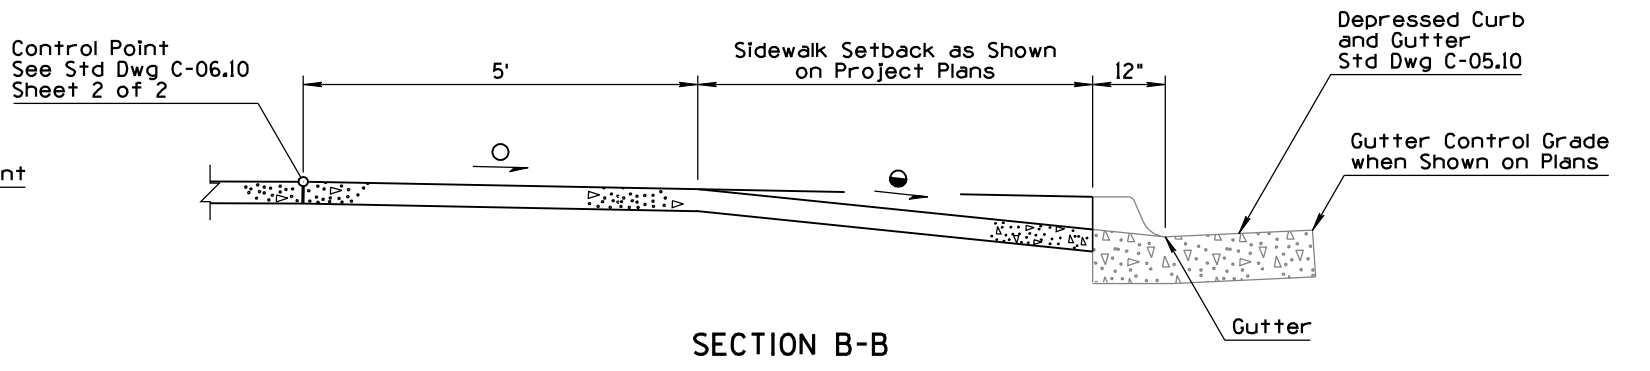 Control Point
See Std Dwg C-06.10
Sheet 2 of 2
5'
Sidewalk Setback as Shown
on Project Plans
12"
Depressed Curb
and Gutter
Std Dwg C-05.10
Gutter Control Grade
when Shown on Plans
nt
Gutter
SECTION B-B